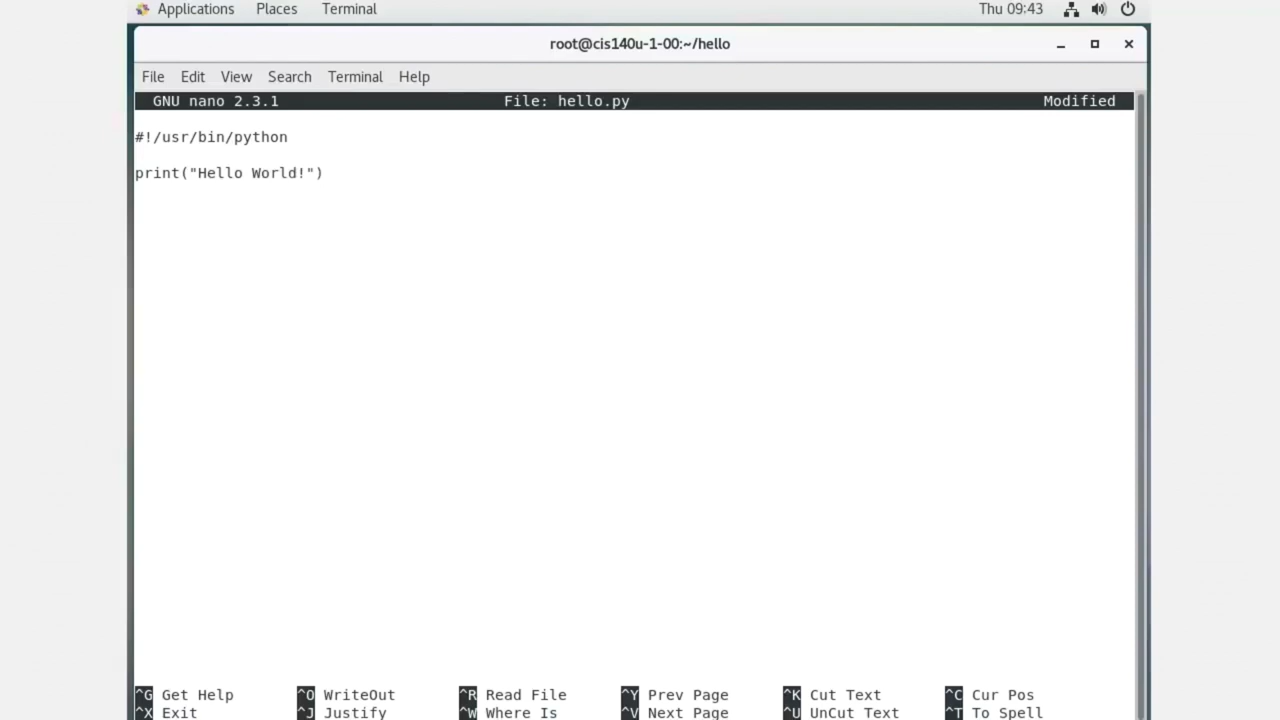 Applications Places Terminal Thu 09:43
root@cis140u-1-00:~/hello
File Edit View Search Terminal Help
GNU nano 2.3.1 File: hello.py Modified
#!/usr/bin/python
print("Hello World!")
^G Get Help ^O WriteOut ^R Read File ^Y Prev Page ^K Cut Text ^C Cur Pos
^X Exit ^J Justify ^W Where Is ^V Next Page ^U UnCut Text ^T To Spell